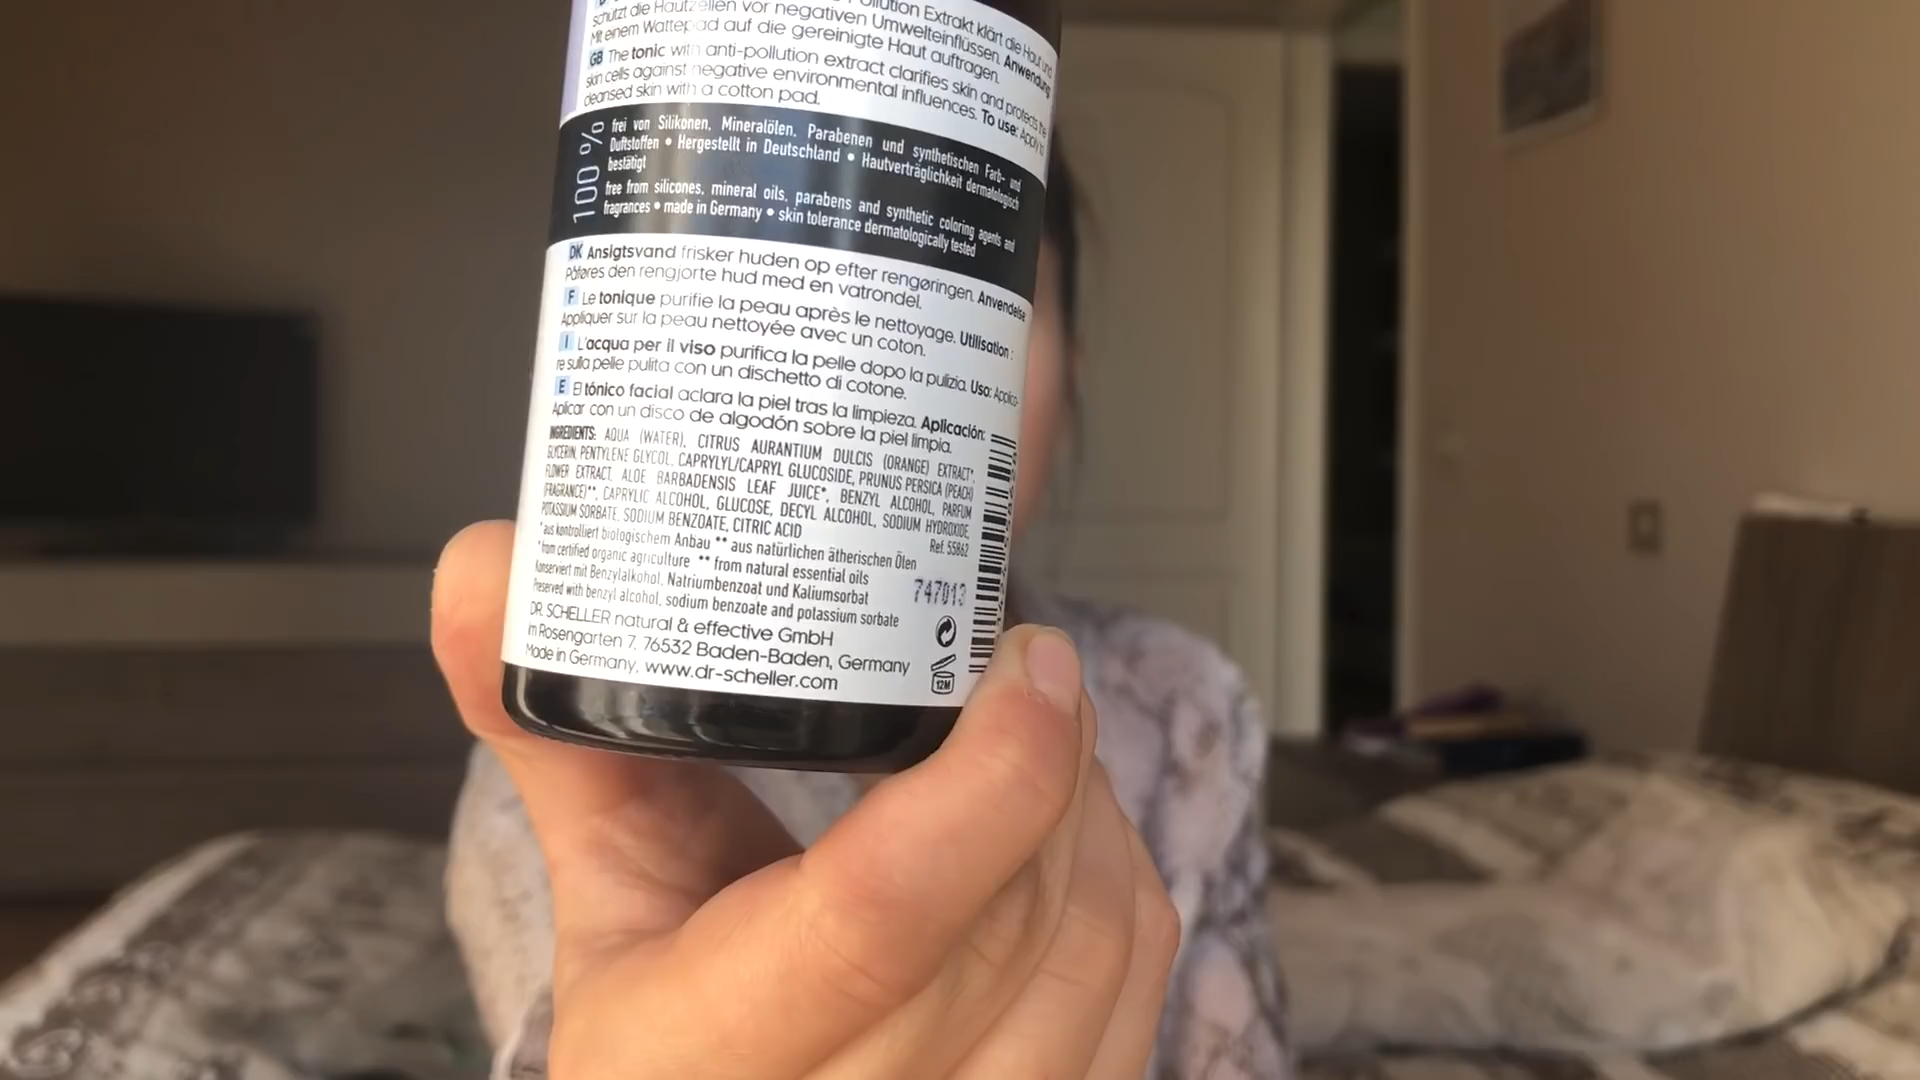 Pollution Extrakt klärt die Haut und
schützt die Hautzellen vor negativen Umwelteinflüssen. Anwendung:
Mit einem Wattepad auf die gereinigte Haut auftragen.
GB The tonic with anti-pollution extract clarifies skin and protects the
skin cells against negative environmental influences. To use: Apply to
cleansed skin with a cotton pad.
100 %
frei von Silikonen, Mineralölen, Parabenen und synthetischen Farb- und
Duftstoffen • Hergestellt in Deutschland • Hautverträglichkeit dermatologisch
bestätigt
free from silicones, mineral oils, parabens and synthetic coloring agents and
fragrances • made in Germany • skin tolerance dermatologically tested
DK Ansigtsvand frisker huden op efter rengøringen. Anvendelse
Påføres den rengjorte hud med en vatrondel.
F Le tonique purifie la peau après le nettoyage. Utilisation :
Appliquer sur la peau nettoyée avec un coton.
I L'acqua per il viso purifica la pelle dopo la pulizia. Uso: Applica-
re sulla pelle pulita con un dischetto di cotone.
E El tónico facial aclara la piel tras la limpieza. Aplicación:
Aplicar con un disco de algodón sobre la piel limpia.
INGREDIENTS: AQUA (WATER), CITRUS AURANTIUM DULCIS (ORANGE) EXTRACT*,
GLYCERIN, PENTYLENE GLYCOL, CAPRYLYL/CAPRYL GLUCOSIDE, PRUNUS PERSICA (PEACH)
FLOWER EXTRACT, ALOE BARBADENSIS LEAF JUICE*, BENZYL ALCOHOL, PARFUM
(FRAGRANCE)**, CAPRYLIC ALCOHOL, GLUCOSE, DECYL ALCOHOL, SODIUM HYDROXIDE,
POTASSIUM SORBATE, SODIUM BENZOATE, CITRIC ACID
Ref. 55862
*aus kontrolliert biologischem Anbau ** aus natürlichen ätherischen Ölen
*from certified organic agriculture ** from natural essential oils
Konserviert mit Benzylalkohol, Natriumbenzoat und Kaliumsorbat
Preserved with benzyl alcohol, sodium benzoate and potassium sorbate
747013
DR. SCHELLER natural & effective GmbH
Im Rosengarten 7, 76532 Baden-Baden, Germany
Made in Germany, www.dr-scheller.com
12M